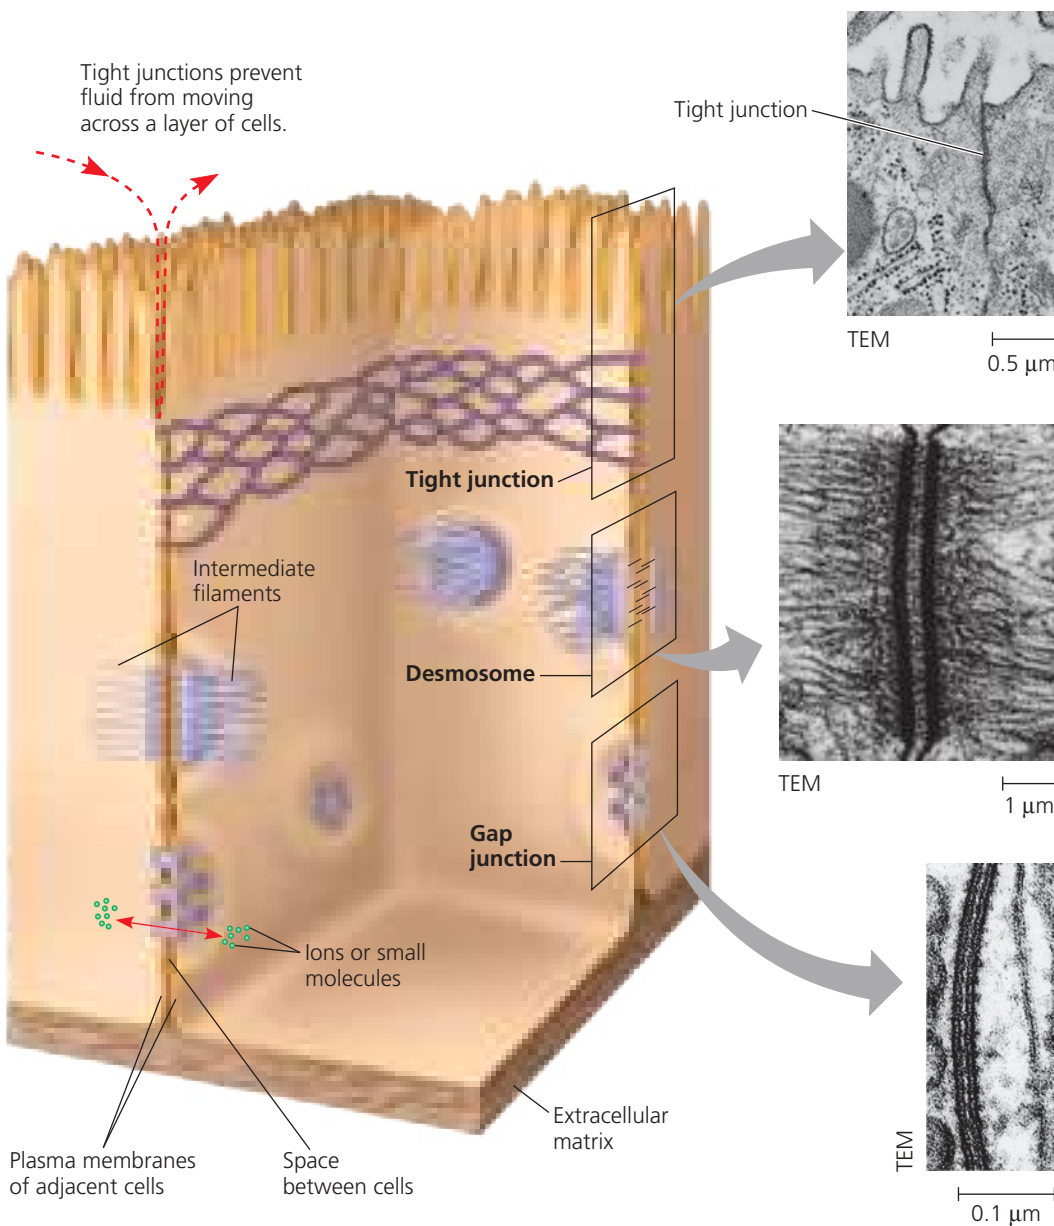 Tight junctions prevent
fluid from moving
across a layer of cells.
Tight junction
TEM
0.5 μm
Tight junction
Intermediate
filaments
Desmosome
TEM
1 μm
Gap
junction
Ions or small
molecules
Extracellular
matrix
Plasma membranes
of adjacent cells
Space
between cells
TEM
0.1 μm